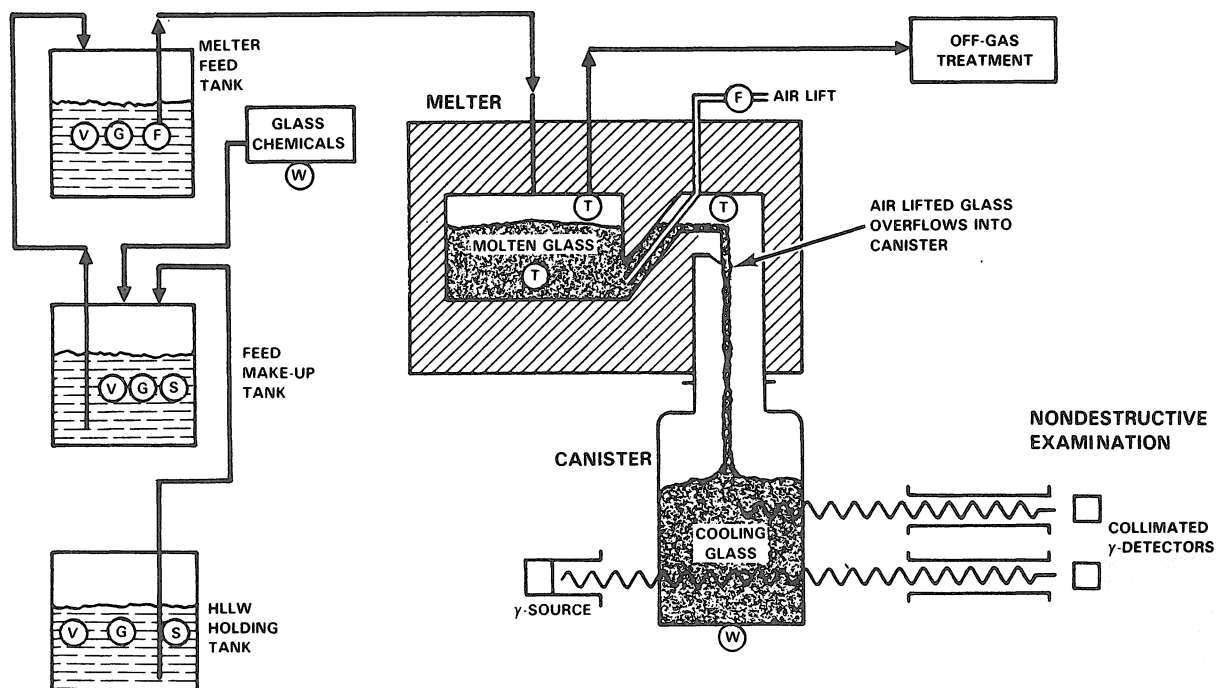 MELTER
FEED
TANK
V G F
GLASS
CHEMICALS
W
OFF-GAS
TREATMENT
MELTER
F
AIR LIFT
T
T
MOLTEN GLASS
T
AIR LIFTED GLASS
OVERFLOWS INTO
CANISTER
FEED
MAKE-UP
TANK
V G S
CANISTER
COOLING
GLASS
NONDESTRUCTIVE
EXAMINATION
COLLIMATED
γ-DETECTORS
γ-SOURCE
W
HLLW
HOLDING
TANK
V G S